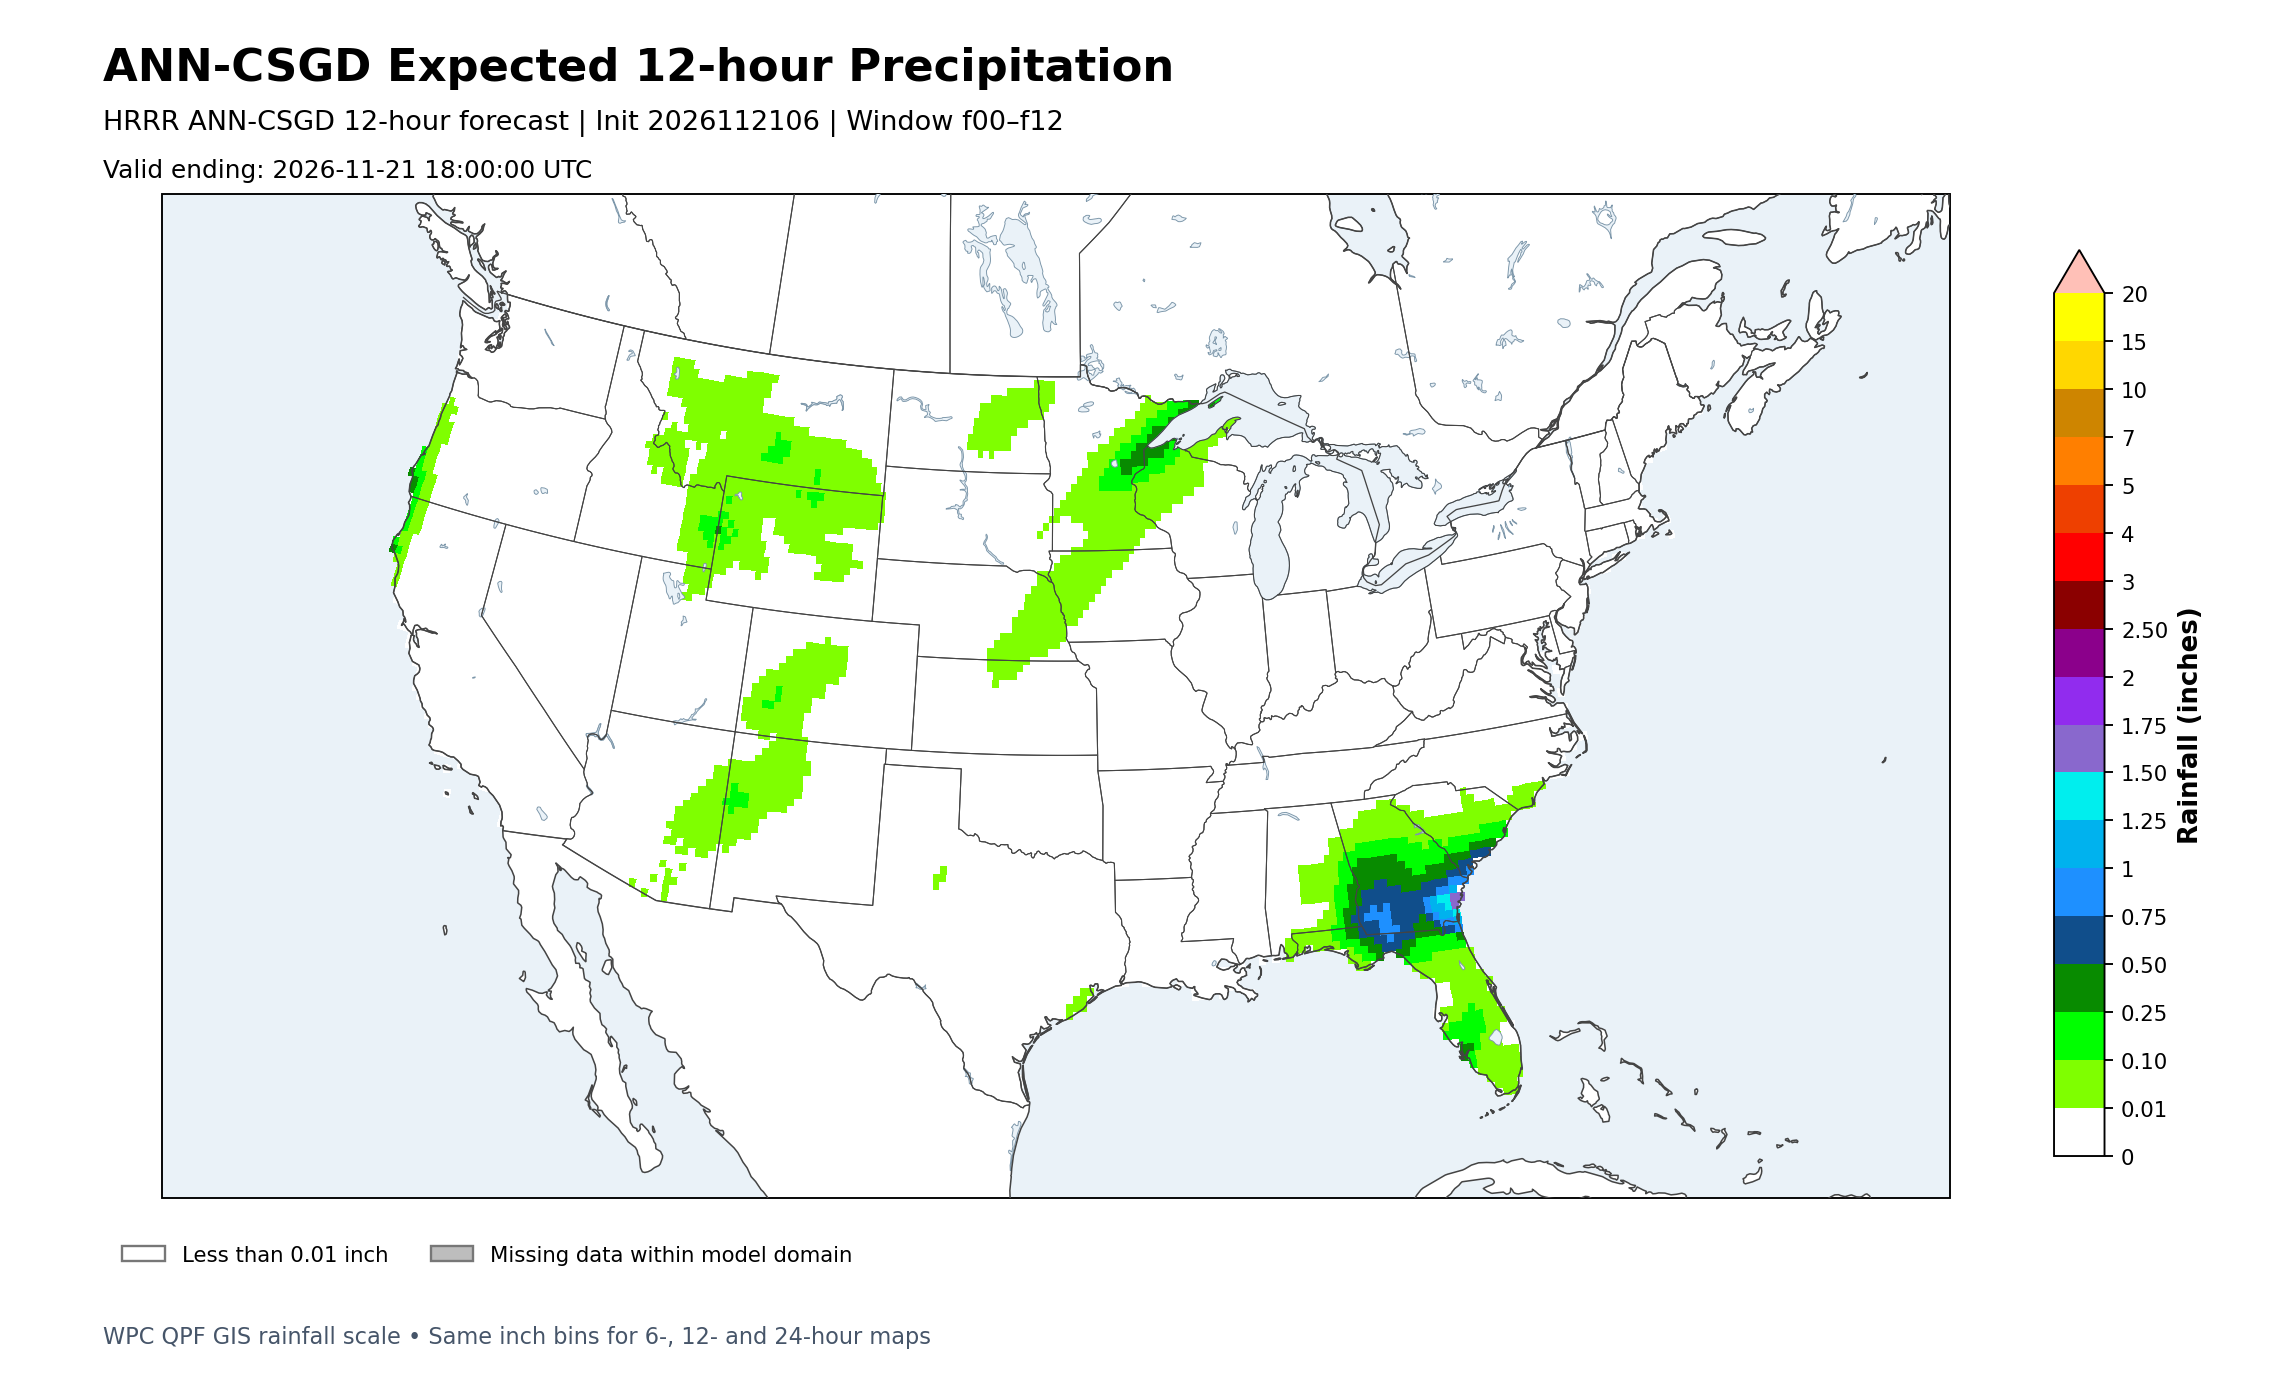 ANN-CSGD Expected 12-hour Precipitation
HRRR ANN-CSGD 12-hour forecast | Init 2026112106 | Window f00–f12
Valid ending: 2026-11-21 18:00:00 UTC
20
15
10
7
5
4
3
2.50
2
1.75
1.50
1.25
1
0.75
0.50
0.25
0.10
0.01
0
Rainfall (inches)
Less than 0.01 inch
Missing data within model domain
WPC QPF GIS rainfall scale • Same inch bins for 6-, 12- and 24-hour maps